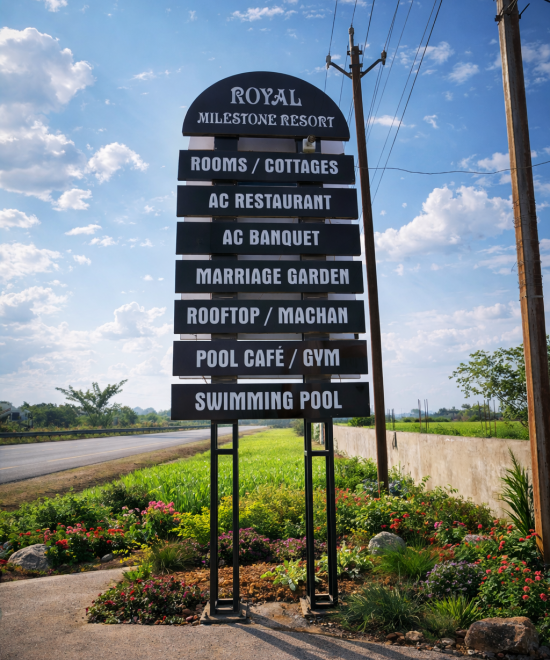 ROYAL
MILESTONE RESORT
ROOMS / COTTAGES
AC RESTAURANT
AC BANQUET
MARRIAGE GARDEN
ROOFTOP / MACHAN
POOL CAFÉ / GYM
SWIMMING POOL